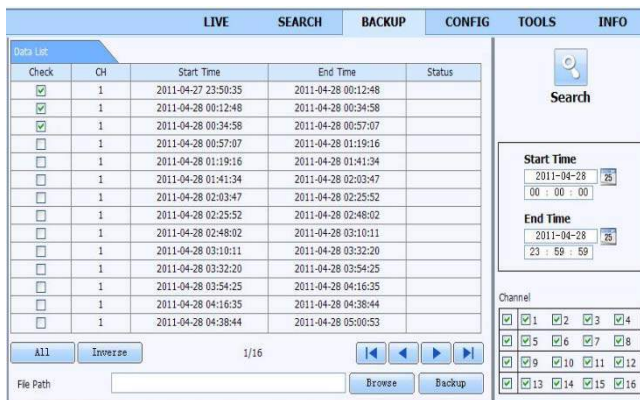 LIVE SEARCH BACKUP CONFIG TOOLS INFO
Data List
Check CH Start Time End Time Status
1 2011-04-27 23:50:35 2011-04-28 00:12:48
1 2011-04-28 00:12:48 2011-04-28 00:34:58
1 2011-04-28 00:34:58 2011-04-28 00:57:07
1 2011-04-28 00:57:07 2011-04-28 01:19:16
1 2011-04-28 01:19:16 2011-04-28 01:41:34
1 2011-04-28 01:41:34 2011-04-28 02:03:47
1 2011-04-28 02:03:47 2011-04-28 02:25:52
1 2011-04-28 02:25:52 2011-04-28 02:48:02
1 2011-04-28 02:48:02 2011-04-28 03:10:11
1 2011-04-28 03:10:11 2011-04-28 03:32:20
1 2011-04-28 03:32:20 2011-04-28 03:54:25
1 2011-04-28 03:54:25 2011-04-28 04:16:35
1 2011-04-28 04:16:35 2011-04-28 04:38:44
1 2011-04-28 04:38:44 2011-04-28 05:00:53
All Inverse 1/16
File Path Browse Backup
Search
Start Time
2011-04-28 25
00 : 00 : 00
End Time
2011-04-28 25
23 : 59 : 59
Channel
1 2 3 4
5 6 7 8
9 10 11 12
13 14 15 16